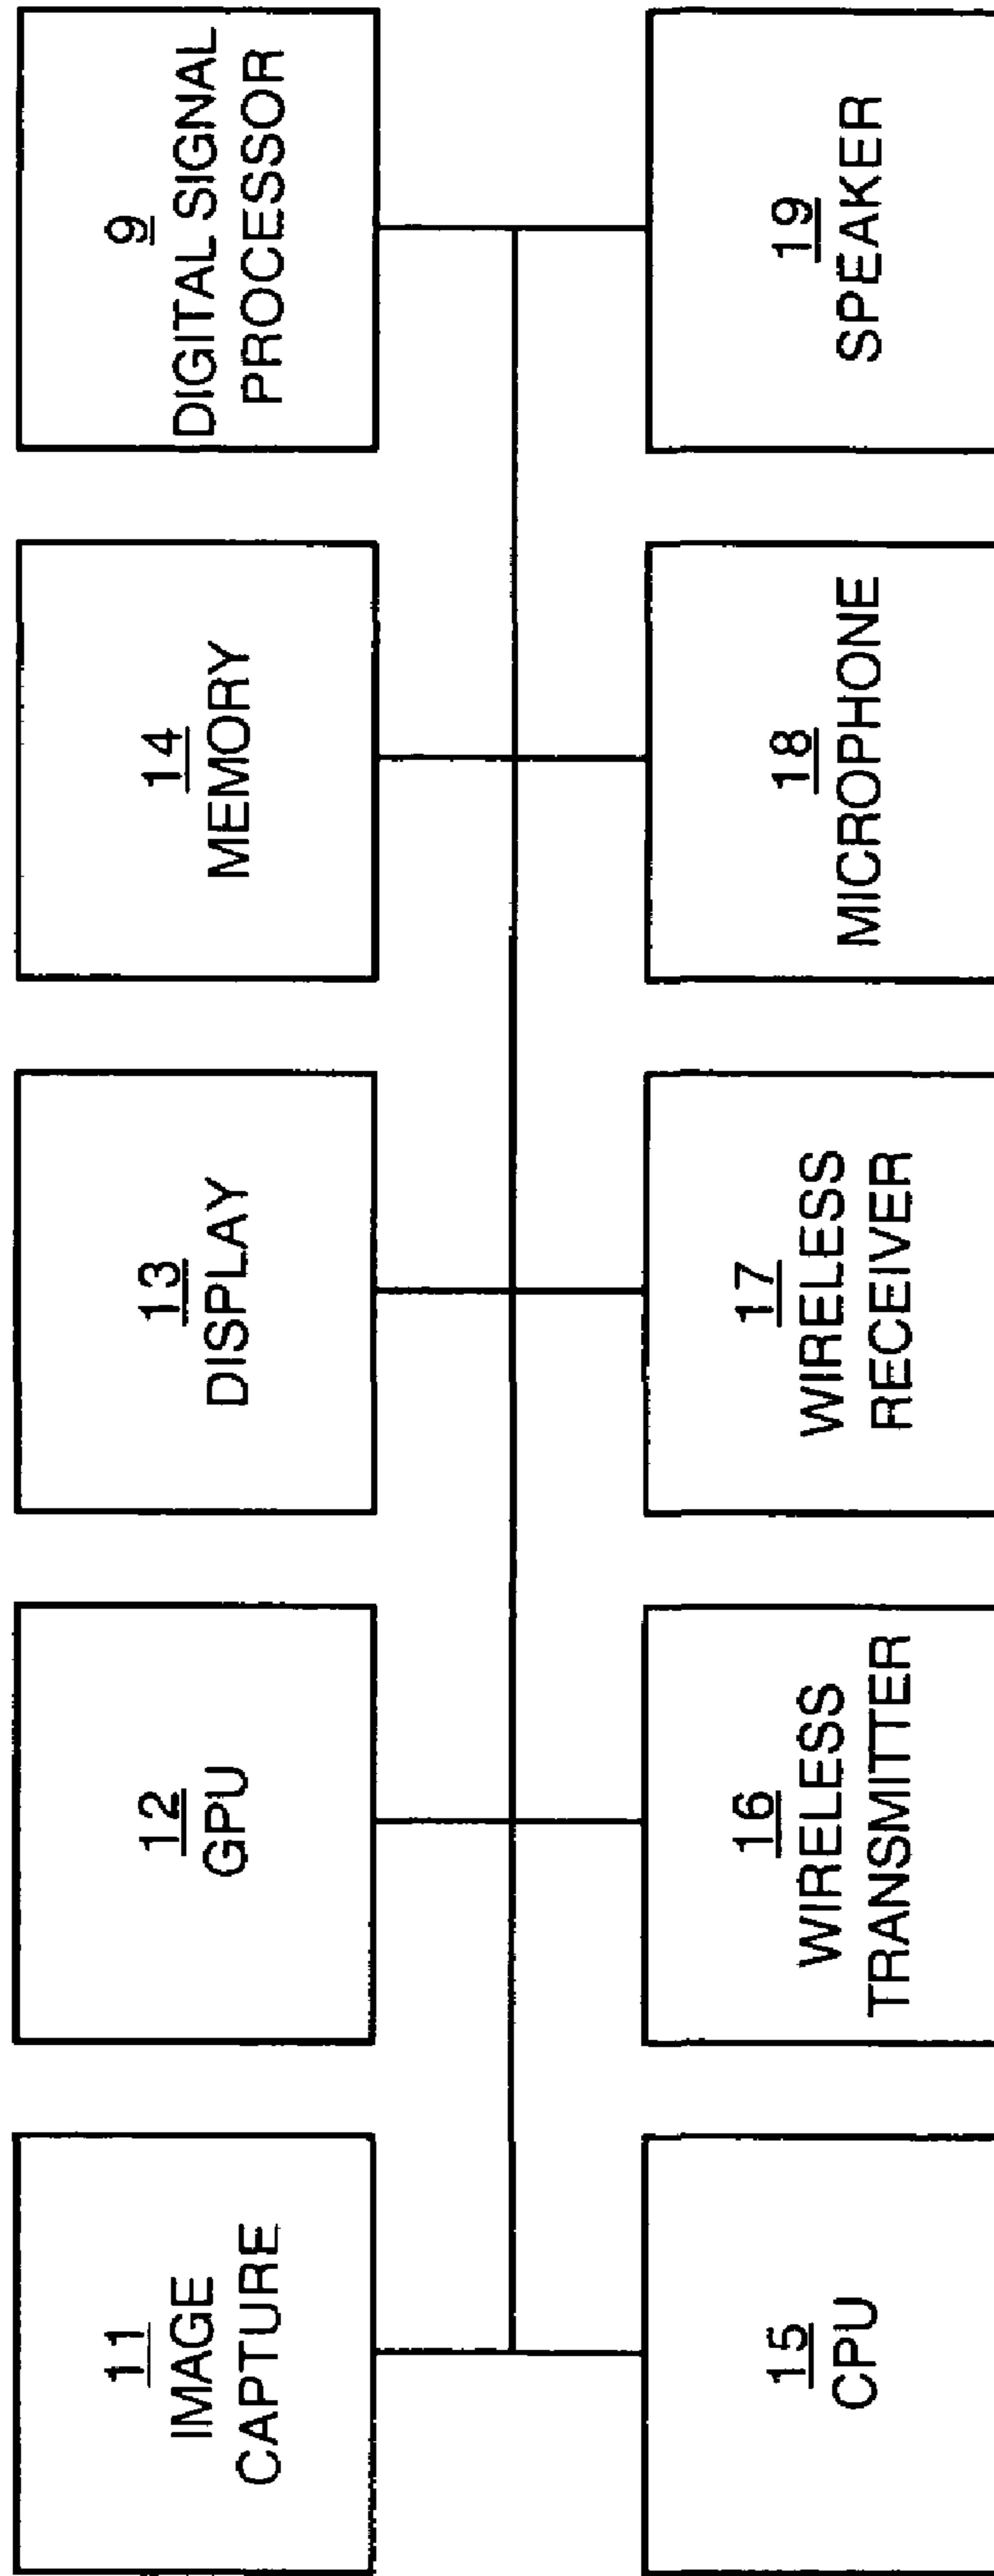 11
IMAGE
CAPTURE
12
GPU
13
DISPLAY
14
MEMORY
9
DIGITAL SIGNAL
PROCESSOR
15
CPU
16
WIRELESS
TRANSMITTER
17
WIRELESS
RECEIVER
18
MICROPHONE
19
SPEAKER